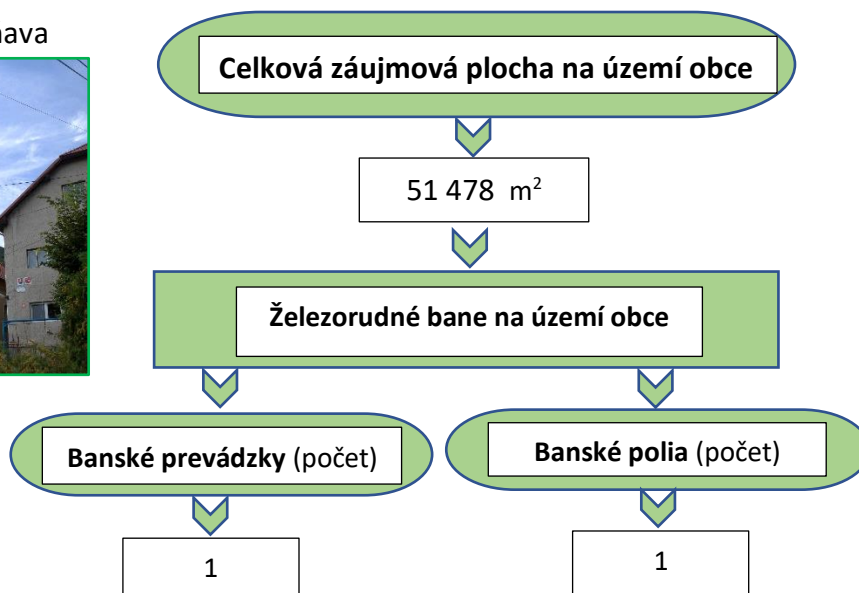 Celková záujmová plocha na území obce
51 478 m²
Železorudné bane na území obce
Banské prevádzky (počet)
Banské polia (počet)
1
1